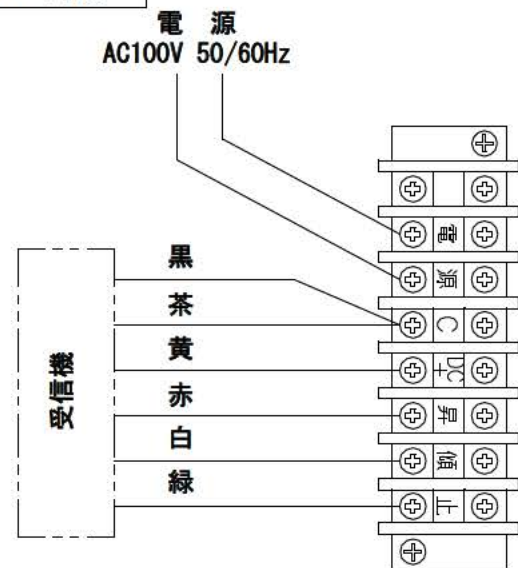 電 源
AC100V 50/60Hz
電
源
黒
C
茶
黄
DC
+
赤
昇
白
傾
緑
止
受信機